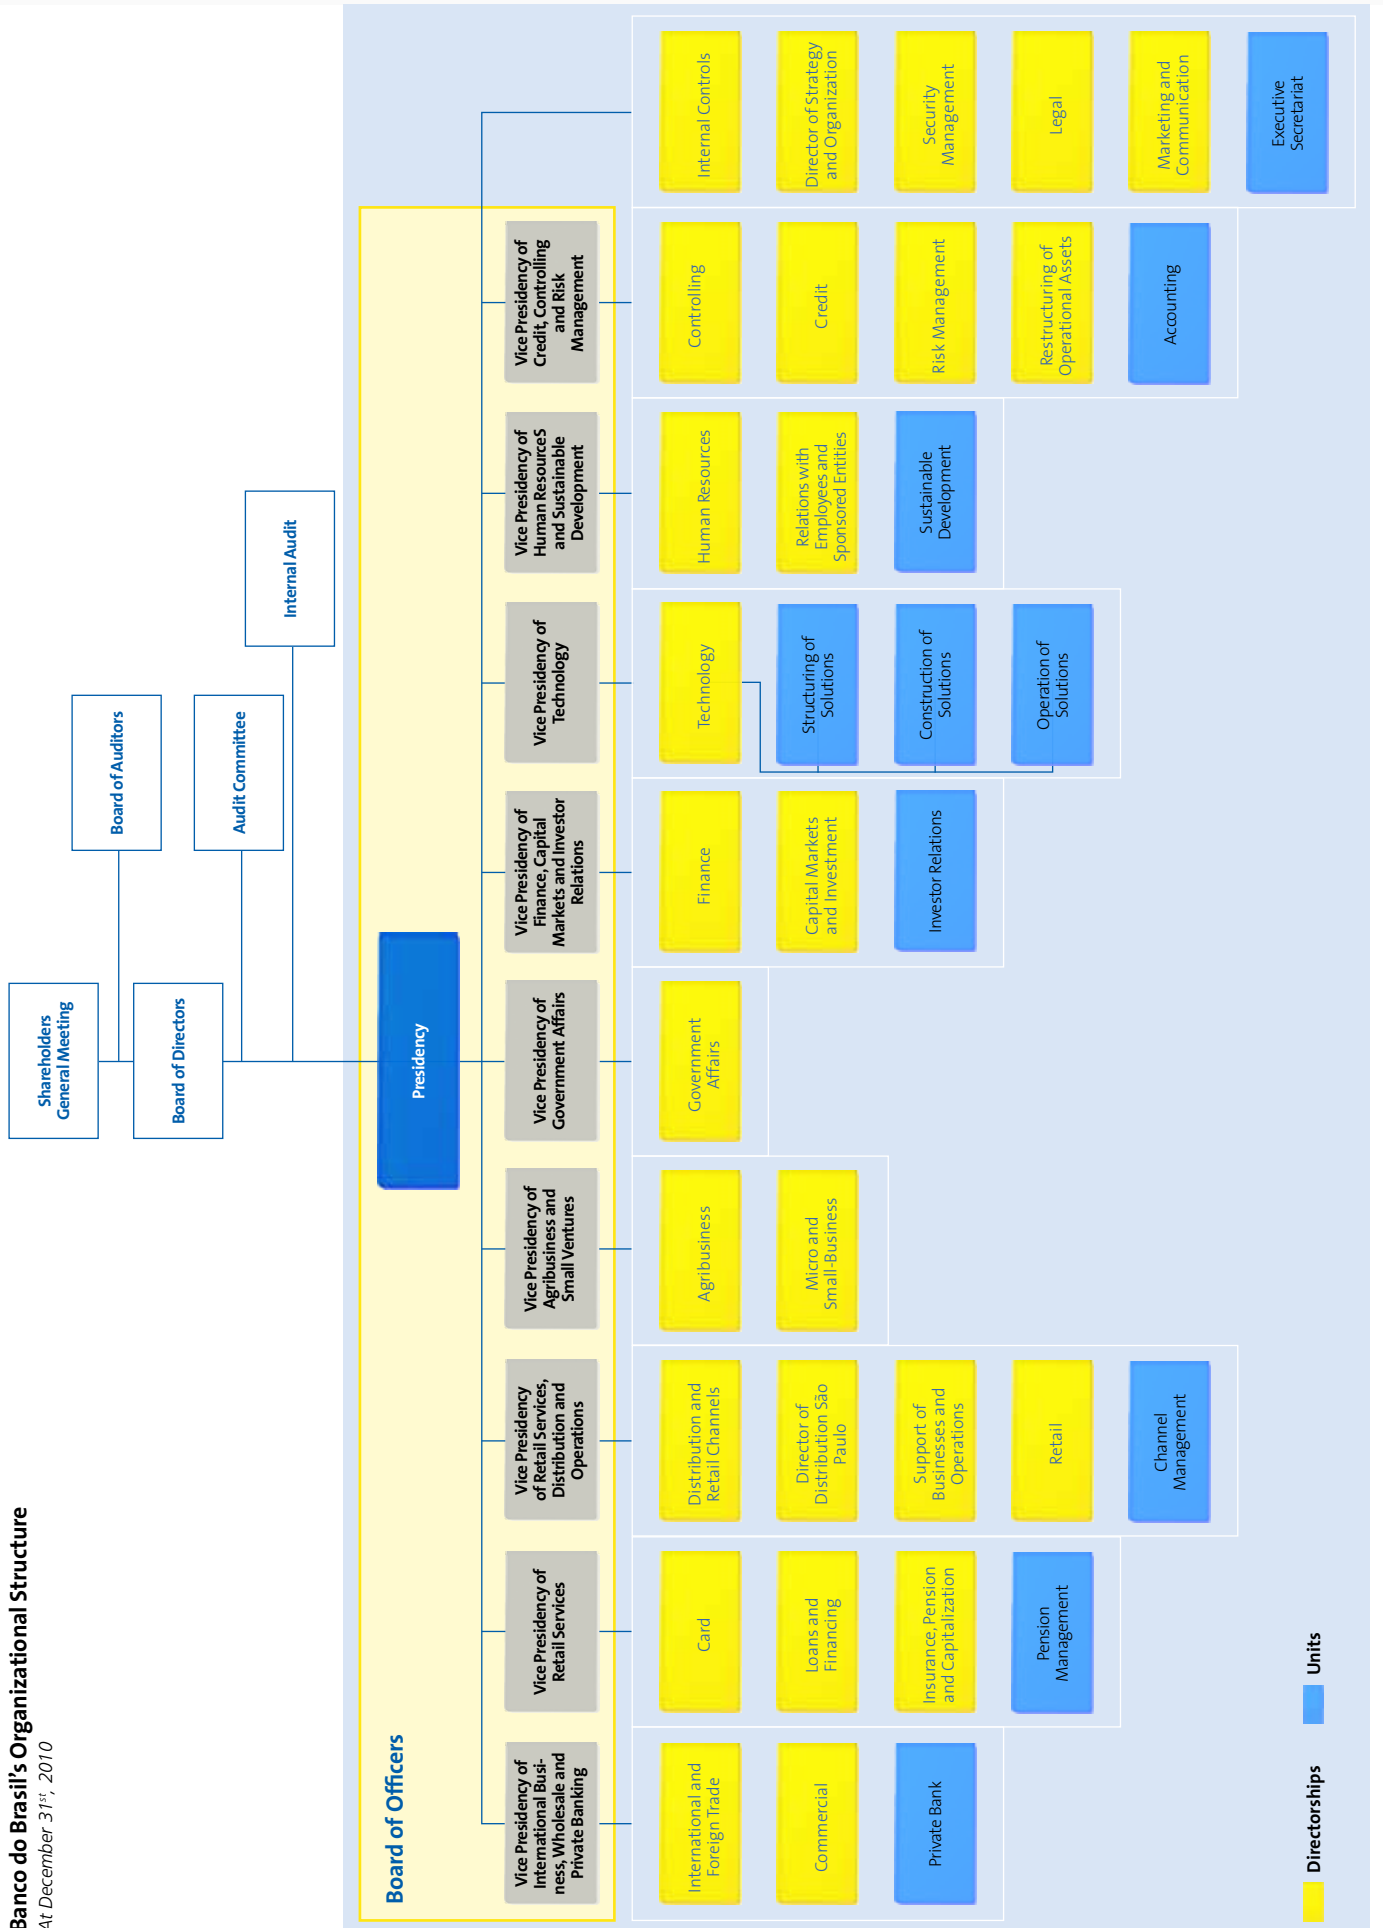 Banco do Brasil's Organizational Structure
At December 31st, 2010
Shareholders
General Meeting
Board of Auditors
Board of Directors
Audit Committee
Internal Audit
Board of Officers
Presidency
Vice Presidency of
International Busi-
ness, Wholesale and
Private Banking
Vice Presidency of
Retail Services
Vice Presidency
of Retail Services,
Distribution and
Operations
Vice Presidency of
Agribusiness and
Small Ventures
Vice Presidency of
Government Affairs
Vice Presidency of
Finance, Capital
Markets and Investor
Relations
Vice Presidency of
Technology
Vice Presidency of
Human ResourceS
and Sustainable
Development
Vice Presidency of
Credit, Controlling
and Risk
Management
International and
Foreign Trade
Commercial
Private Bank
Card
Loans and
Financing
Insurance, Pension
and Capitalization
Pension
Management
Distribution and
Retail Channels
Director of
Distribution São
Paulo
Support of
Businesses and
Operations
Retail
Channel
Management
Agribusiness
Micro and
Small-Business
Government
Affairs
Finance
Capital Markets
and Investment
Investor Relations
Technology
Structuring of
Solutions
Construction of
Solutions
Operation of
Solutions
Human Resources
Relations with
Employees and
Sponsored Entities
Sustainable
Development
Controlling
Credit
Risk Management
Restructuring of
Operational Assets
Accounting
Internal Controls
Director of Strategy
and Organization
Security
Management
Legal
Marketing and
Communication
Executive
Secretariat
Directorships
Units